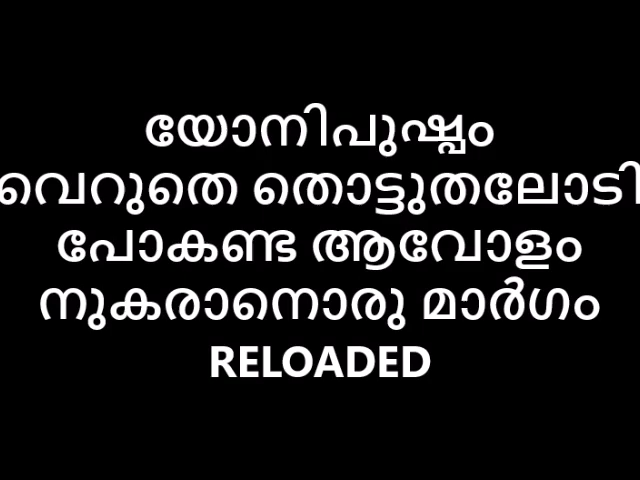 യോനിപുഷ്പം
വെറുതെ തൊട്ടുതലോടി
പോകണ്ട ആവോളം
നുകരാനൊരു മാർഗം
RELOADED